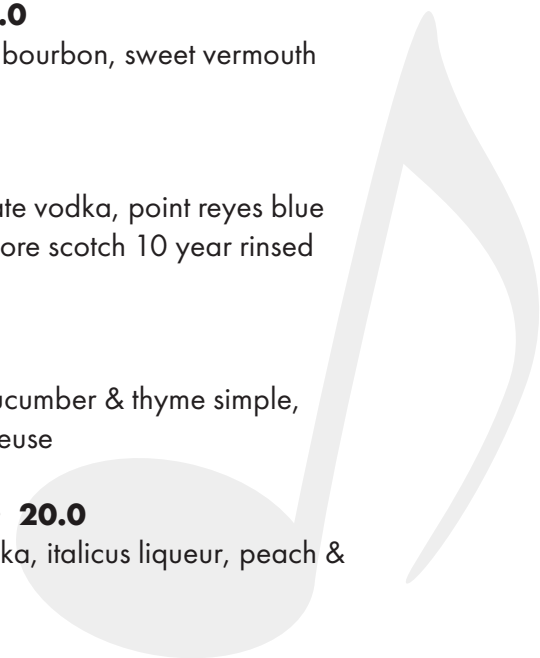 .0
bourbon, sweet vermouth
ate vodka, point reyes blue
ore scotch 10 year rinsed
ucumber & thyme simple,
euse
20.0
ka, italicus liqueur, peach &